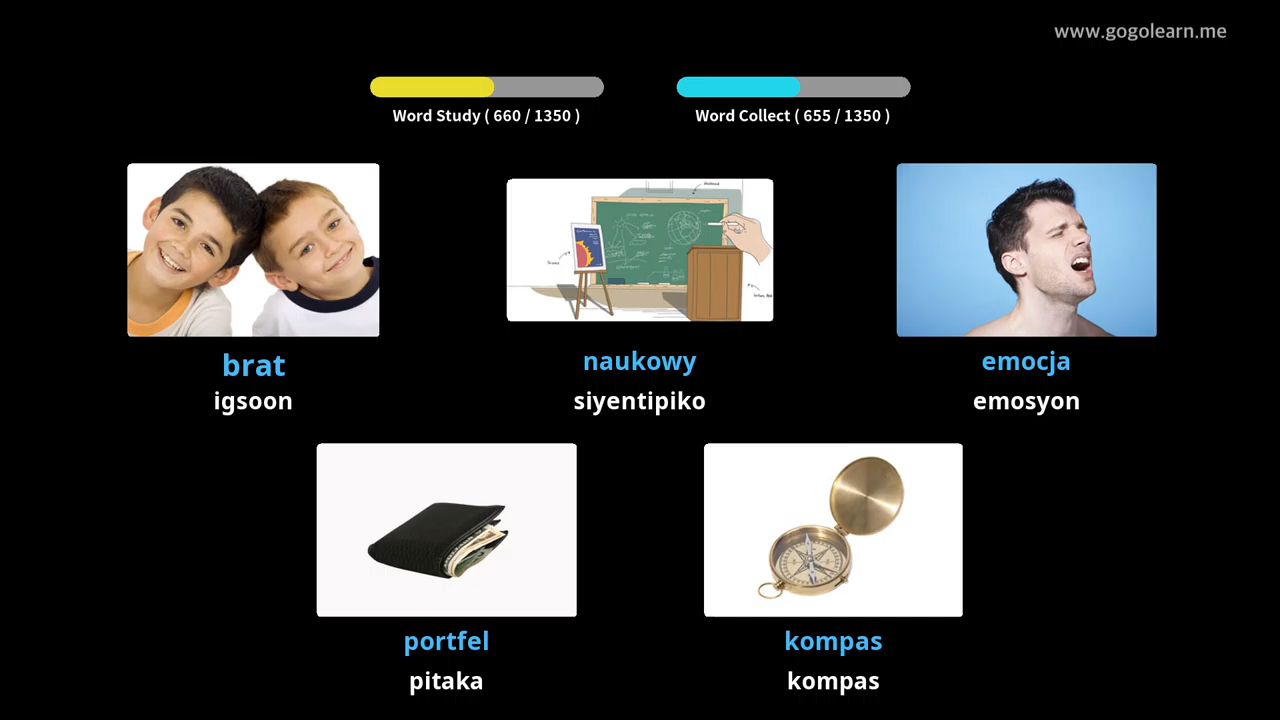 www.gogolearn.me
Word Study ( 660 / 1350 )
Word Collect ( 655 / 1350 )
brat
igsoon
naukowy
siyentipiko
emocja
emosyon
portfel
pitaka
kompas
kompas